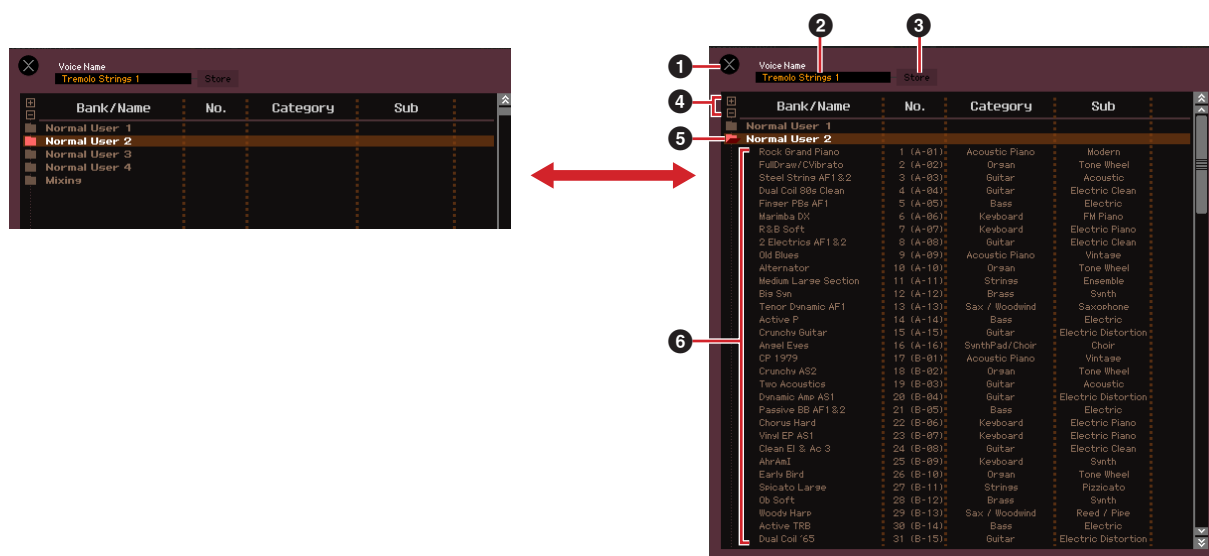 2 3
Voice Name
Tremolo Strings 1 Store
Bank/Name No. Category Sub
Normal User 1
Normal User 2
Normal User 3
Normal User 4
Mixing
1 Voice Name
Tremolo Strings 1 Store
4 Bank/Name No. Category Sub
Normal User 1
5 Normal User 2
Rock Grand Piano 1 (A-01) Acoustic Piano Modern
FullDraw/CVibrato 2 (A-02) Organ Tone Wheel
Steel String AF1&2 3 (A-03) Guitar Acoustic
Dual Coil 80s Clean 4 (A-04) Guitar Electric Clean
Finger PBs AF1 5 (A-05) Bass Electric
Marimba DX 6 (A-06) Keyboard FM Piano
R&B Soft 7 (A-07) Keyboard Electric Piano
2 Electrics AF1&2 8 (A-08) Guitar Electric Clean
Old Blues 9 (A-09) Acoustic Piano Vintage
Alternator 10 (A-10) Organ Tone Wheel
Medium Large Section 11 (A-11) Strings Ensemble
Big Syn 12 (A-12) Brass Synth
Tenor Dynamic AF1 13 (A-13) Sax / Woodwind Saxophone
Active P 14 (A-14) Bass Electric
Crunchy Guitar 15 (A-15) Guitar Electric Distortion
6 Angel Eyes 16 (A-16) SynthPad/Choir Choir
CP 1979 17 (B-01) Acoustic Piano Vintage
Crunchy AS2 18 (B-02) Organ Tone Wheel
Two Acoustics 19 (B-03) Guitar Acoustic
Dynamic Amp AS1 20 (B-04) Guitar Electric Distortion
Passive BB AF1&2 21 (B-05) Bass Electric
Chorus Hard 22 (B-06) Keyboard Electric Piano
Vinyl EP AS1 23 (B-07) Keyboard Electric Piano
Clean El & Ac 3 24 (B-08) Guitar Electric Clean
AhrAmI 25 (B-09) Keyboard Synth
Early Bird 26 (B-10) Organ Tone Wheel
Spicato Large 27 (B-11) Strings Pizzicato
Ob Soft 28 (B-12) Brass Synth
Woody Harp 29 (B-13) Sax / Woodwind Reed / Pipe
Active TRB 30 (B-14) Bass Electric
Dual Coil '65 31 (B-15) Guitar Electric Distortion